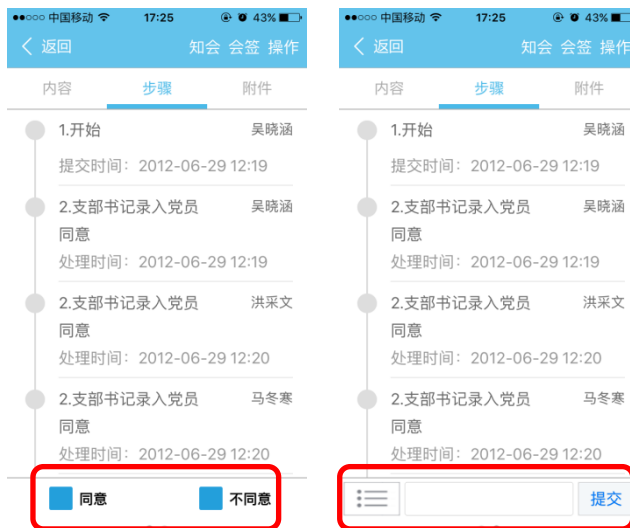 中国移动 17:25 43%
返回 知会 会签 操作
内容 步骤 附件
1.开始 吴晓涵
提交时间：2012-06-29 12:19
2.支部书记录入党员 吴晓涵
同意
处理时间：2012-06-29 12:19
2.支部书记录入党员 洪采文
同意
处理时间：2012-06-29 12:20
2.支部书记录入党员 马冬寒
同意
处理时间：2012-06-29 12:20
同意 不同意
中国移动 17:25 43%
返回 知会 会签 操作
内容 步骤 附件
1.开始 吴晓涵
提交时间：2012-06-29 12:19
2.支部书记录入党员 吴晓涵
同意
处理时间：2012-06-29 12:19
2.支部书记录入党员 洪采文
同意
处理时间：2012-06-29 12:20
2.支部书记录入党员 马冬寒
同意
处理时间：2012-06-29 12:20
提交